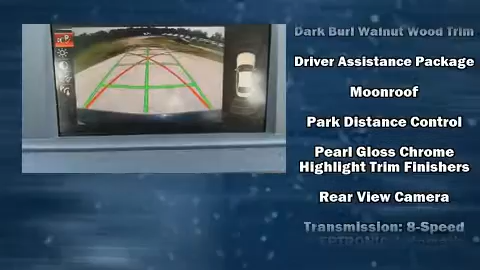 Dark Burl Walnut Wood Trim
Driver Assistance Package
Moonroof
Park Distance Control
Pearl Gloss Chrome
Highlight Trim Finishers
Rear View Camera
Transmission: 8-Speed